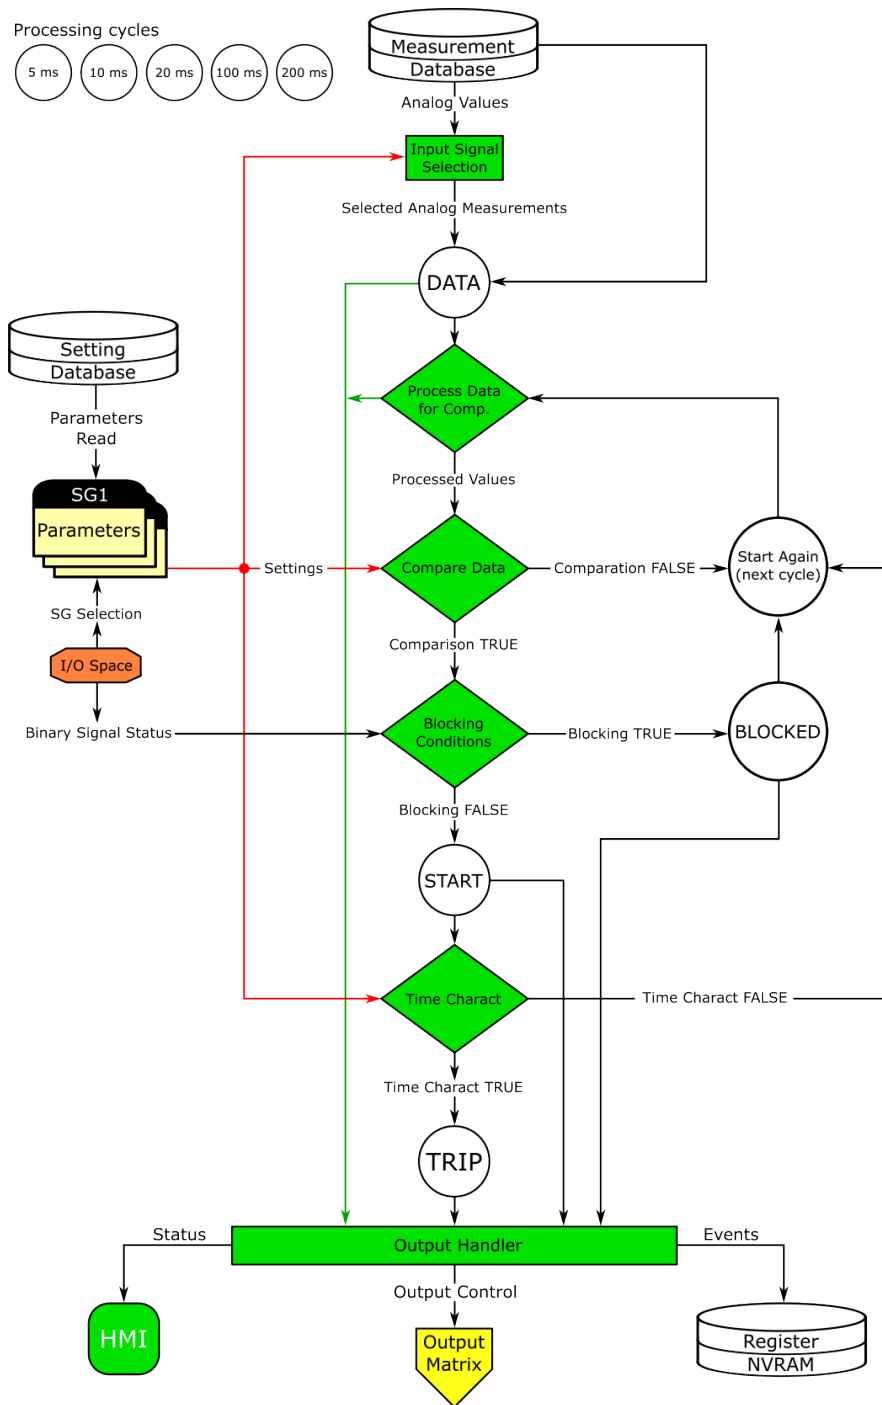 Processing cycles
5 ms
10 ms
20 ms
100 ms
200 ms
Measurement
Database
Analog Values
Input Signal
Selection
Selected Analog Measurements
DATA
Setting
Database
Parameters
Read
Process Data
for Comp.
Processed Values
SG1
Parameters
Settings
Compare Data
Comparation FALSE
Start Again
(next cycle)
SG Selection
Comparison TRUE
I/O Space
Binary Signal Status
Blocking
Conditions
Blocking TRUE
BLOCKED
Blocking FALSE
START
Time Charact
Time Charact FALSE
Time Charact TRUE
TRIP
Status
Output Handler
Events
Output Control
HMI
Output
Matrix
Register
NVRAM